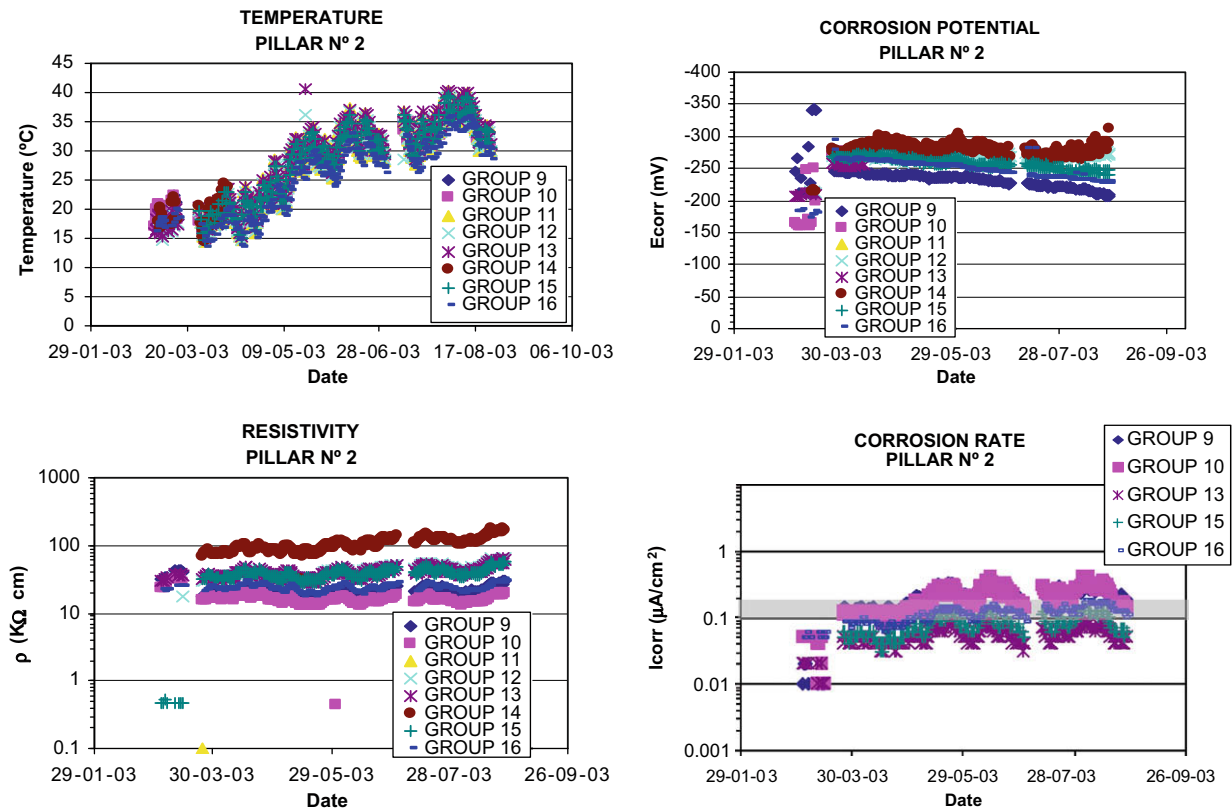 TEMPERATURE
PILLAR Nº 2
Temperature (ºC)
45
40
35
30
25
20
15
10
5
0
29-01-03 20-03-03 09-05-03 28-06-03 17-08-03 06-10-03
Date
GROUP 9
GROUP 10
GROUP 11
GROUP 12
GROUP 13
GROUP 14
GROUP 15
GROUP 16
CORROSION POTENTIAL
PILLAR Nº 2
Ecorr (mV)
-400
-350
-300
-250
-200
-150
-100
-50
0
29-01-03 30-03-03 29-05-03 28-07-03 26-09-03
Date
GROUP 9
GROUP 10
GROUP 11
GROUP 12
GROUP 13
GROUP 14
GROUP 15
GROUP 16
RESISTIVITY
PILLAR Nº 2
ρ (KΩ cm)
1000
100
10
1
0.1
29-01-03 30-03-03 29-05-03 28-07-03 26-09-03
Date
GROUP 9
GROUP 10
GROUP 11
GROUP 12
GROUP 13
GROUP 14
GROUP 15
GROUP 16
CORROSION RATE
PILLAR Nº 2
Icorr (µA/cm²)
1
0.1
0.01
0.001
29-01-03 30-03-03 29-05-03 28-07-03 26-09-03
Date
GROUP 9
GROUP 10
GROUP 13
GROUP 15
GROUP 16